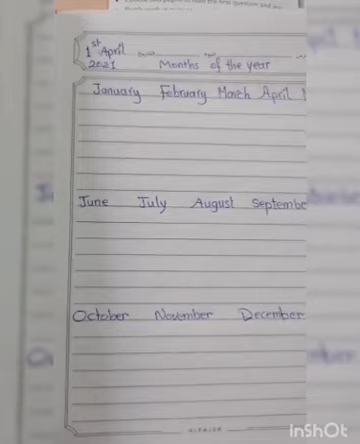 1st April
2021
Months of the year
January February March April
June July August Septembe
October November December
InShOt